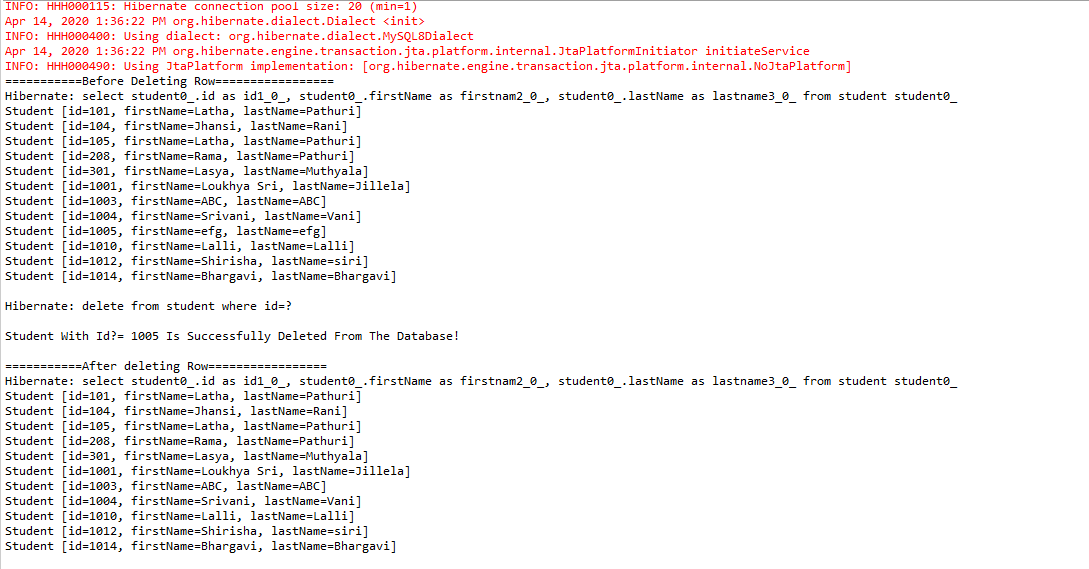 INFO: HHH000115: Hibernate connection pool size: 20 (min=1)
Apr 14, 2020 1:36:22 PM org.hibernate.dialect.Dialect <init>
INFO: HHH000400: Using dialect: org.hibernate.dialect.MySQL8Dialect
Apr 14, 2020 1:36:22 PM org.hibernate.engine.transaction.jta.platform.internal.JtaPlatformInitiator initiateService
INFO: HHH000490: Using JtaPlatform implementation: [org.hibernate.engine.transaction.jta.platform.internal.NoJtaPlatform]
===========Before Deleting Row=================
Hibernate: select student0_.id as id1_0_, student0_.firstName as firstnam2_0_, student0_.lastName as lastname3_0_ from student student0_
Student [id=101, firstName=Latha, lastName=Pathuri]
Student [id=104, firstName=Jhansi, lastName=Rani]
Student [id=105, firstName=Latha, lastName=Pathuri]
Student [id=208, firstName=Rama, lastName=Pathuri]
Student [id=301, firstName=Lasya, lastName=Muthyala]
Student [id=1001, firstName=Loukhya Sri, lastName=Jillela]
Student [id=1003, firstName=ABC, lastName=ABC]
Student [id=1004, firstName=Srivani, lastName=Vani]
Student [id=1005, firstName=efg, lastName=efg]
Student [id=1010, firstName=Lalli, lastName=Lalli]
Student [id=1012, firstName=Shirisha, lastName=siri]
Student [id=1014, firstName=Bhargavi, lastName=Bhargavi]
Hibernate: delete from student where id=?
Student With Id?= 1005 Is Successfully Deleted From The Database!
===========After deleting Row=================
Hibernate: select student0_.id as id1_0_, student0_.firstName as firstnam2_0_, student0_.lastName as lastname3_0_ from student student0_
Student [id=101, firstName=Latha, lastName=Pathuri]
Student [id=104, firstName=Jhansi, lastName=Rani]
Student [id=105, firstName=Latha, lastName=Pathuri]
Student [id=208, firstName=Rama, lastName=Pathuri]
Student [id=301, firstName=Lasya, lastName=Muthyala]
Student [id=1001, firstName=Loukhya Sri, lastName=Jillela]
Student [id=1003, firstName=ABC, lastName=ABC]
Student [id=1004, firstName=Srivani, lastName=Vani]
Student [id=1010, firstName=Lalli, lastName=Lalli]
Student [id=1012, firstName=Shirisha, lastName=siri]
Student [id=1014, firstName=Bhargavi, lastName=Bhargavi]